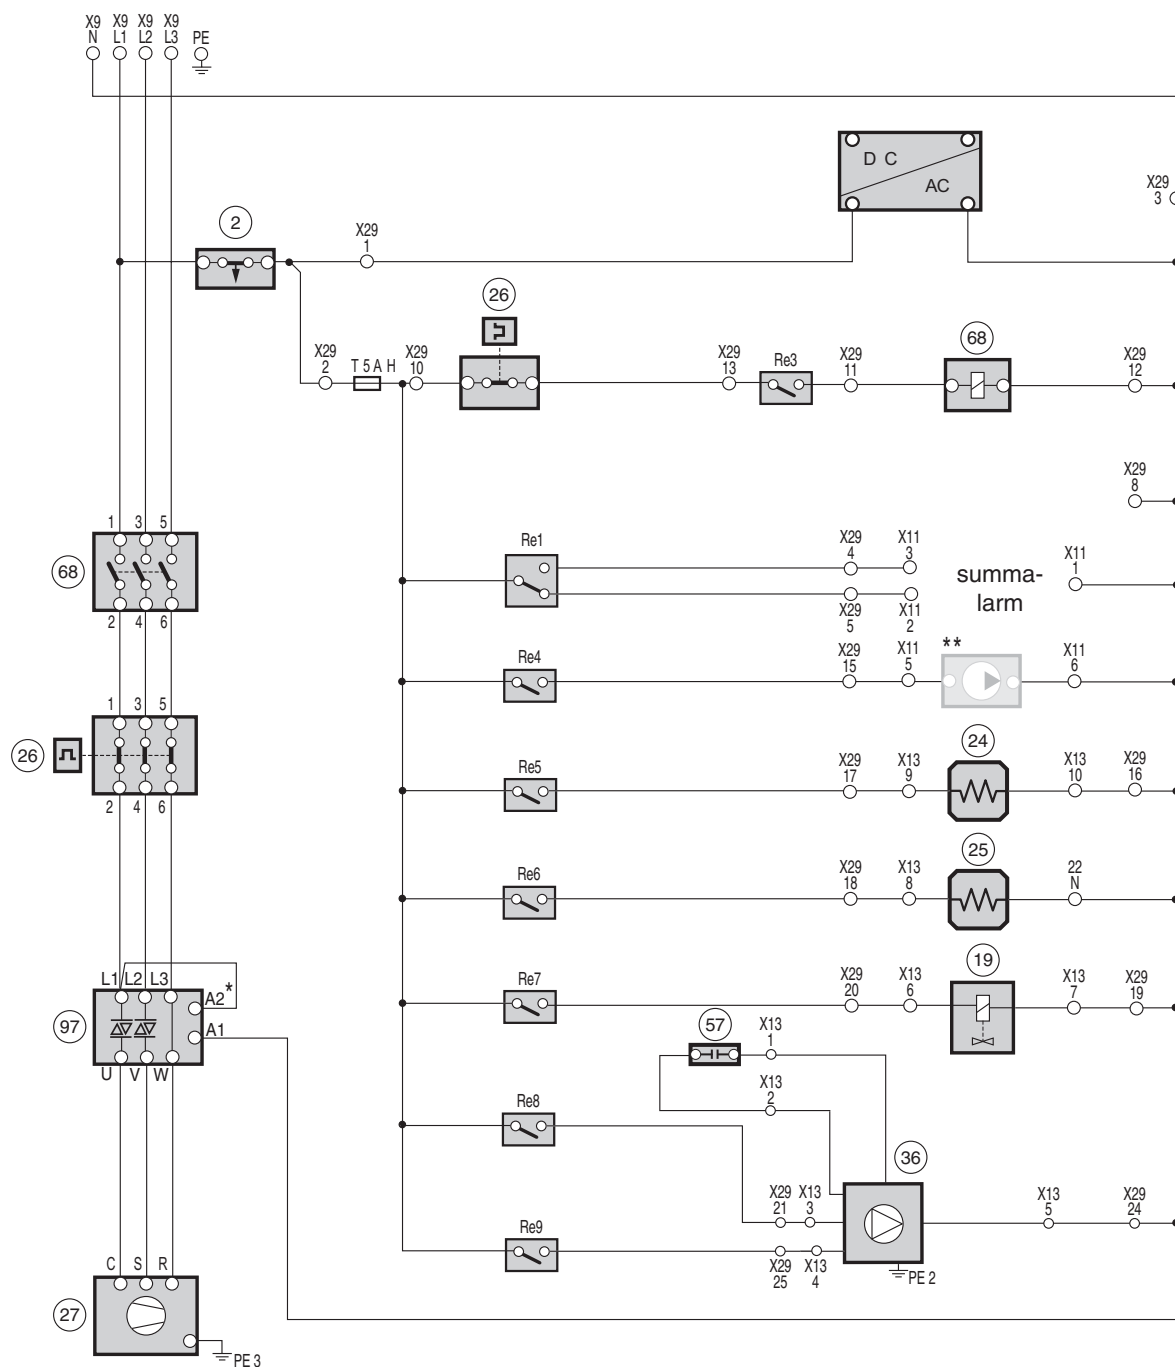 X9 X9 X9 X9
N L1 L2 L3 PE
D C
AC
X29
3
2
X29
1
26
68
X29
2
T 5 A H
X29
10
X29
13
Re3
X29
11
X29
12
X29
8
1 3 5
68
2 4 6
Re1
X29
4
X11
3
X29
5
X11
2
summa-
larm
X11
1
**
Re4
X29
15
X11
5
X11
6
1 3 5
26
2 4 6
24
Re5
X29
17
X13
9
X13
10
X29
16
25
Re6
X29
18
X13
8
22
N
19
Re7
X29
20
X13
6
X13
7
X29
19
L1 L2 L3
A2*
97
A1
U V W
57
X13
1
X13
2
Re8
36
X29
21
X13
3
X13
5
X29
24
Re9
X29
25
X13
4
PE 2
C S R
27
PE 3